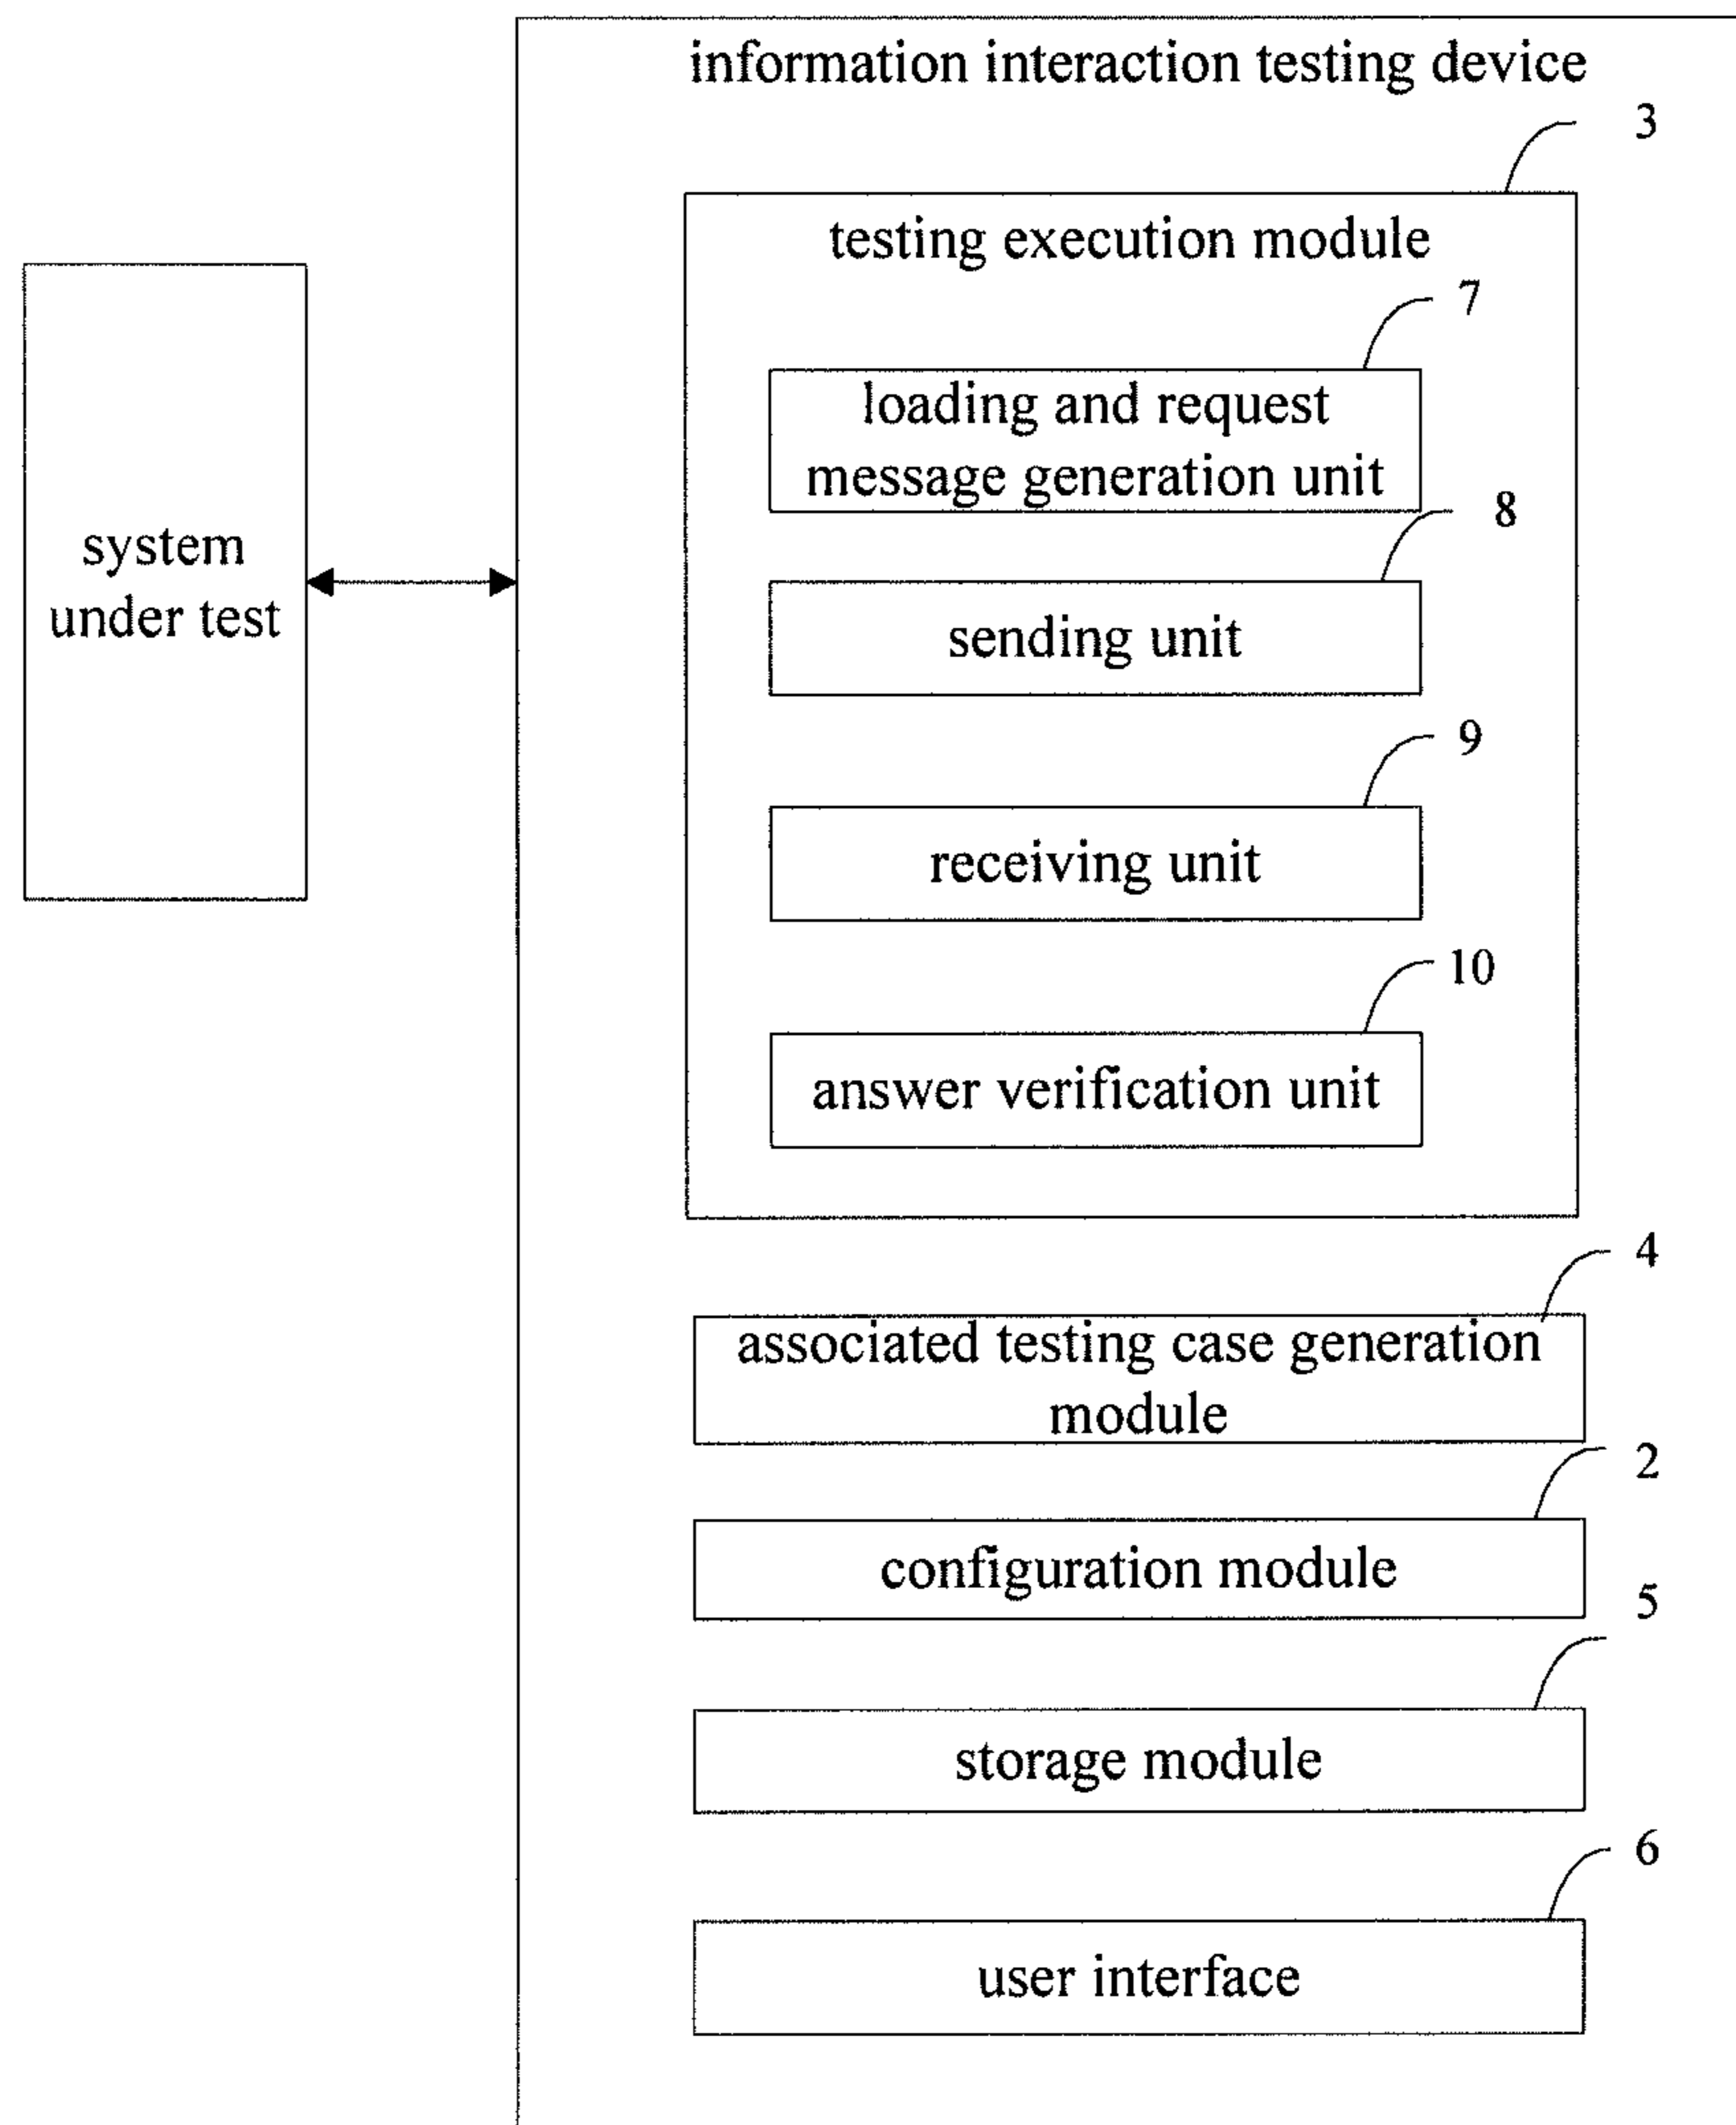 information interaction testing device
3
testing execution module
7
loading and request
message generation unit
8
sending unit
9
receiving unit
10
answer verification unit
system
under test
4
associated testing case generation
module
2
configuration module
5
storage module
6
user interface